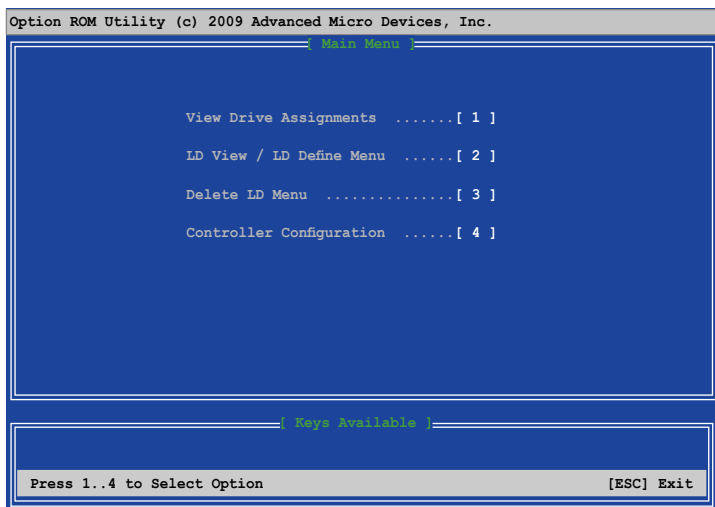 Option ROM Utility (c) 2009 Advanced Micro Devices, Inc.
[ Main Menu ]
View Drive Assignments .......[ 1 ]
LD View / LD Define Menu ......[ 2 ]
Delete LD Menu ...............[ 3 ]
Controller Configuration ......[ 4 ]
[ Keys Available ]
Press 1..4 to Select Option [ESC] Exit